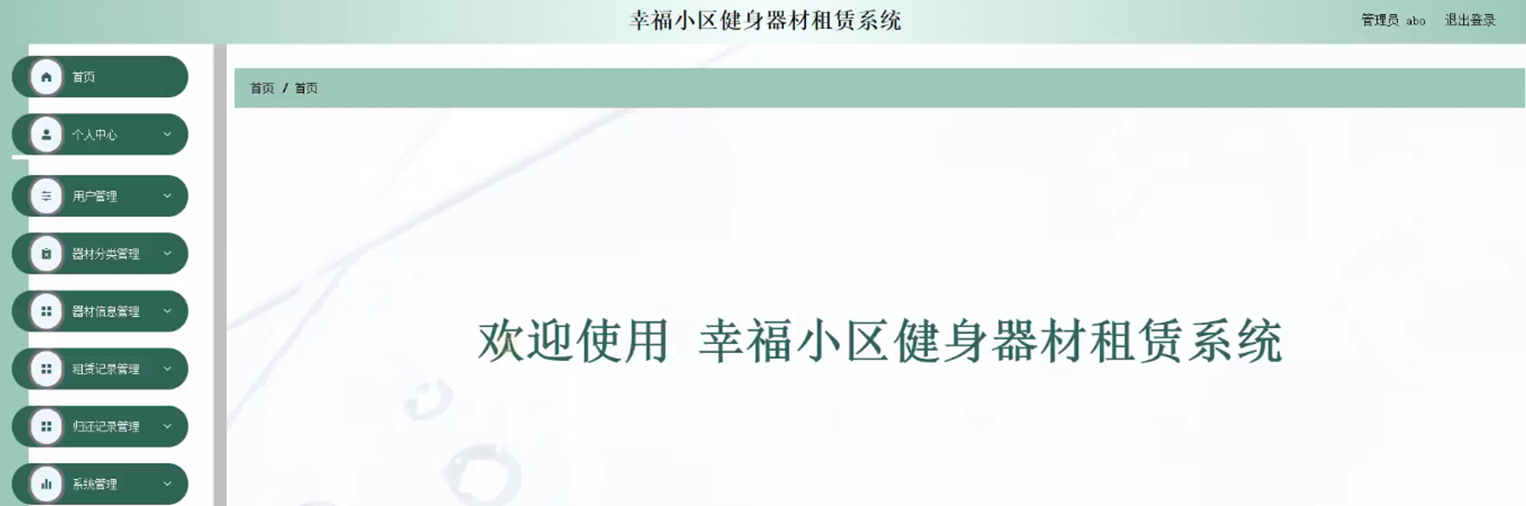 幸福小区健身器材租赁系统
管理员 abo 退出登录
首页
个人中心
用户管理
器材分类管理
器材信息管理
租赁记录管理
归还记录管理
系统管理
首页 / 首页
欢迎使用 幸福小区健身器材租赁系统